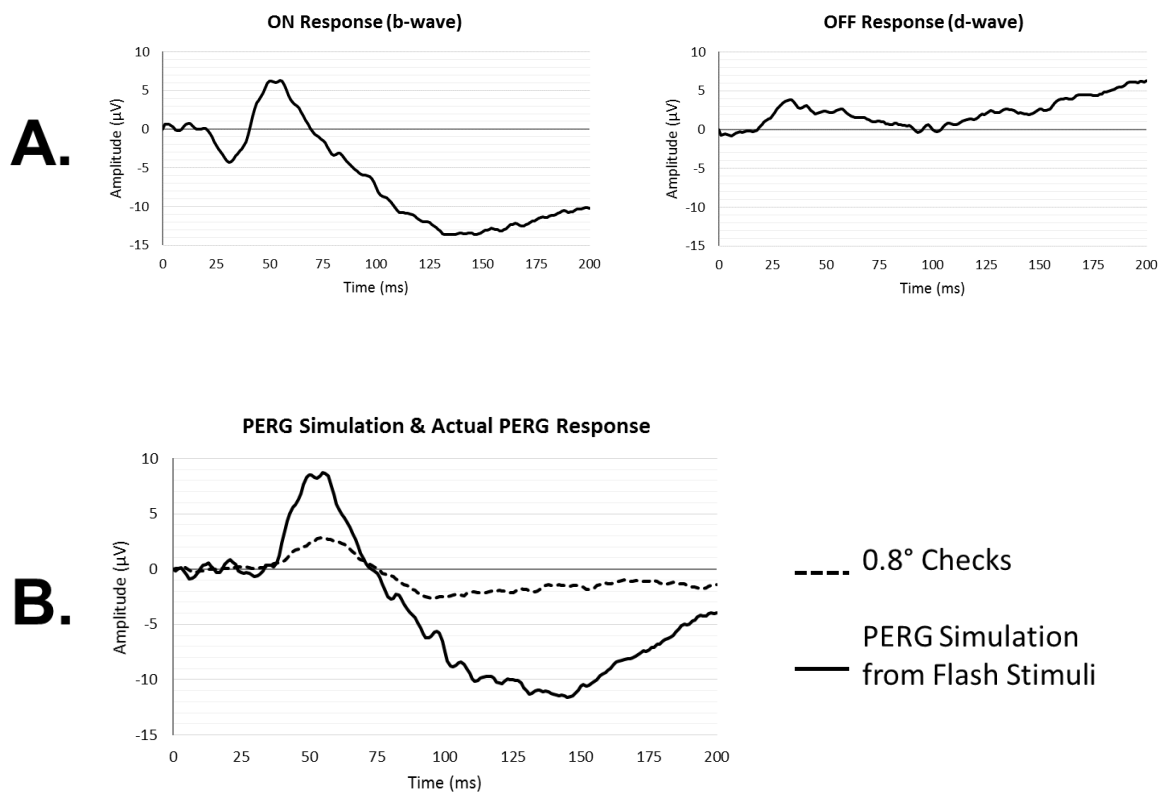 ON Response (b-wave)
OFF Response (d-wave)
A.
Amplitude (µV)
10
5
0
-5
-10
-15
0 25 50 75 100 125 150 175 200
Time (ms)
Amplitude (µV)
10
5
0
-5
-10
-15
0 25 50 75 100 125 150 175 200
Time (ms)
PERG Simulation & Actual PERG Response
B.
Amplitude (µV)
10
5
0
-5
-10
-15
0 25 50 75 100 125 150 175 200
Time (ms)
0.8° Checks
PERG Simulation
from Flash Stimuli